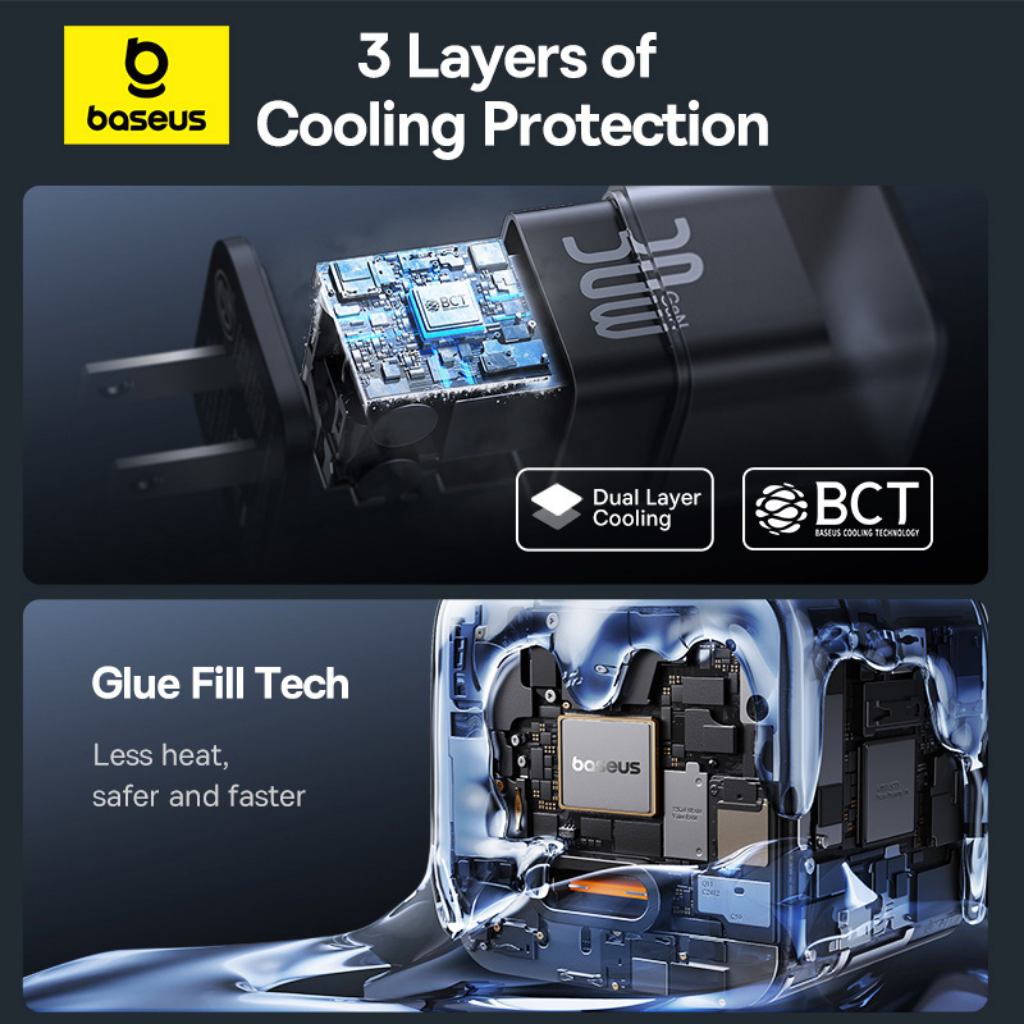 baseus
3 Layers of
Cooling Protection
BCT
30W
GaN
Dual Layer
Cooling
BCT
BASEUS COOLING TECHNOLOGY
Glue Fill Tech
Less heat,
safer and faster
baseus